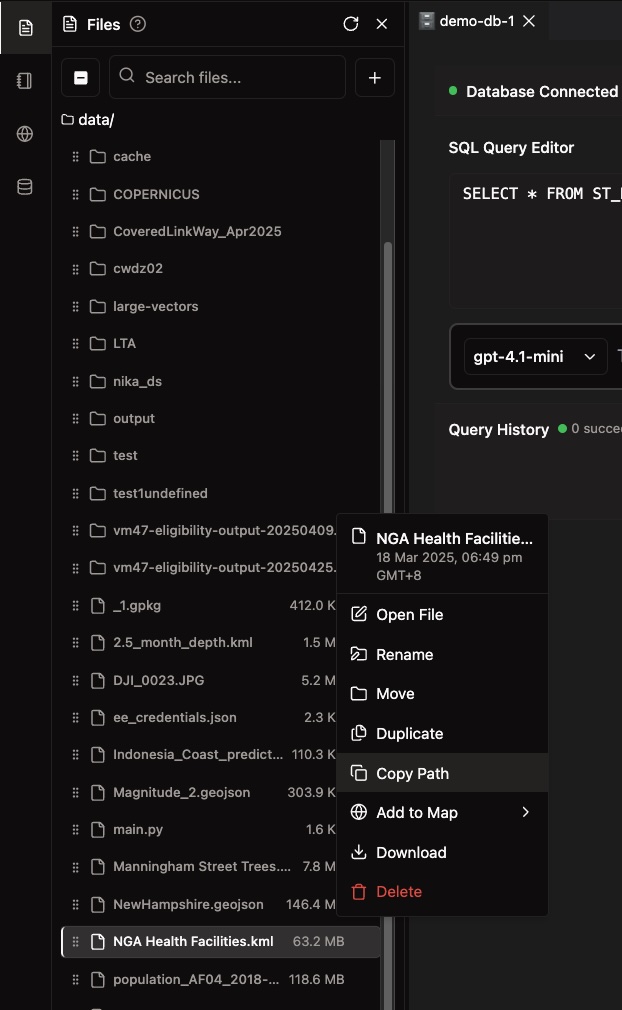 Files
demo-db-1
Search files...
data/
cache
COPERNICUS
CoveredLinkWay_Apr2025
cwdz02
large-vectors
LTA
nika_ds
output
test
test1undefined
vm47-eligibility-output-20250409.
vm47-eligibility-output-20250425.
_1.gpkg 412.0 K
2.5_month_depth.kml 1.5 M
DJI_0023.JPG 5.2 M
ee_credentials.json 2.3 K
Indonesia_Coast_predict... 110.3 K
Magnitude_2.geojson 303.9 K
main.py 1.6 K
Manningham Street Trees.... 7.8 M
NewHampshire.geojson 146.4 M
NGA Health Facilities.kml 63.2 MB
population_AF04_2018-... 118.6 MB
Database Connected
SQL Query Editor
SELECT * FROM ST_
gpt-4.1-mini
Query History 0 succe
NGA Health Facilitie...
18 Mar 2025, 06:49 pm
GMT+8
Open File
Rename
Move
Duplicate
Copy Path
Add to Map
Download
Delete